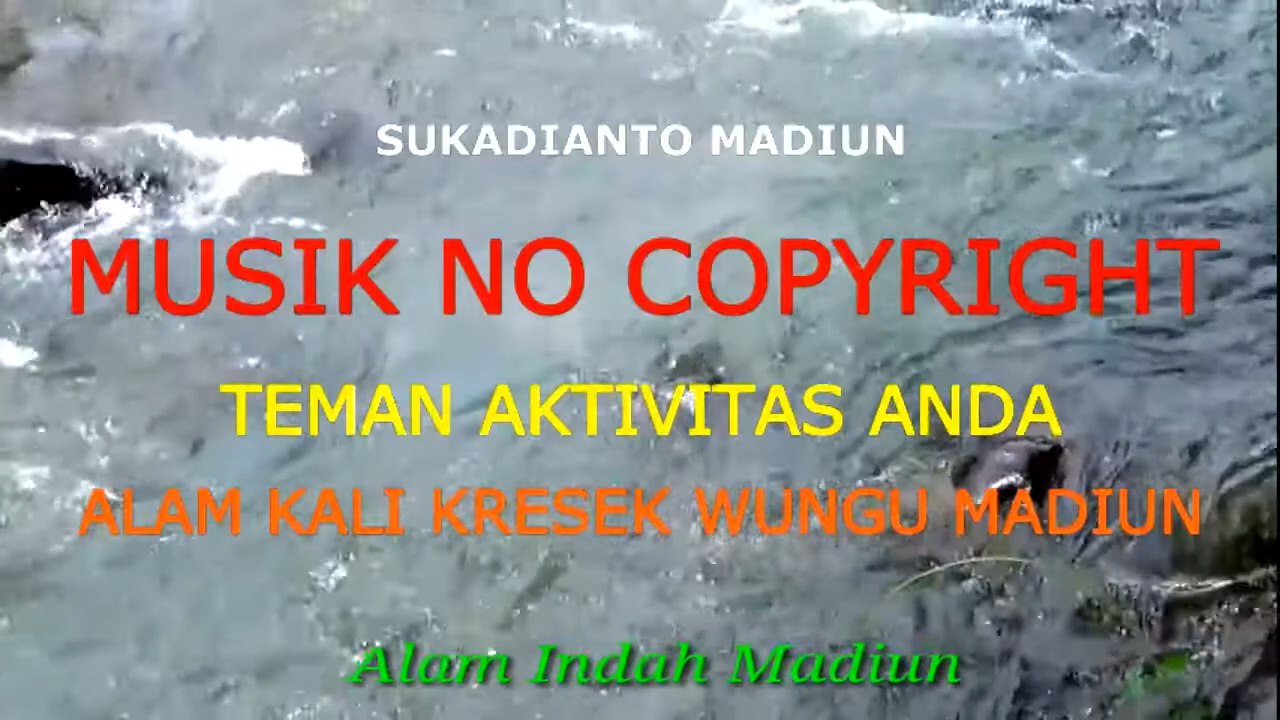 SUKADIANTO MADIUN
MUSIK NO COPYRIGHT
TEMAN AKTIVITAS ANDA
ALAM KALI KRESEK WUNGU MADIUN
Alam Indah Madiun